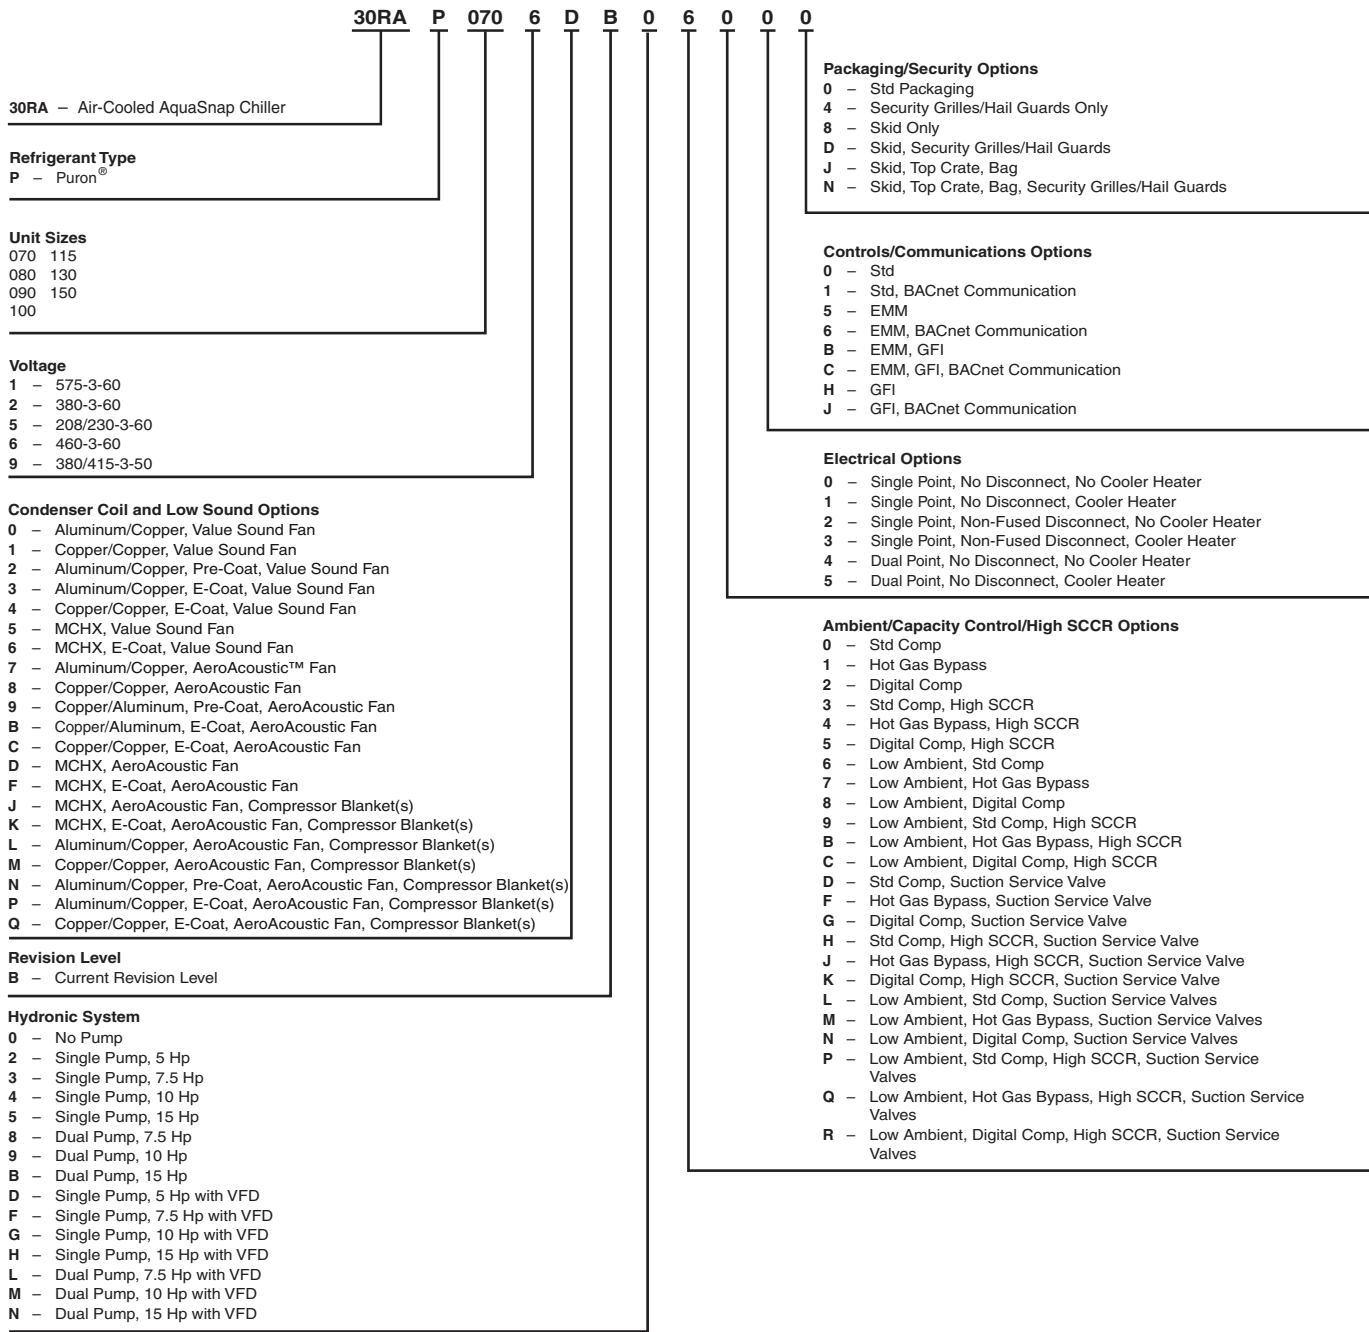 30RA P 070 6 D B 0 6 0 0 0
30RA – Air-Cooled AquaSnap Chiller
Refrigerant Type
P – Puron®
Unit Sizes
070 115
080 130
090 150
100
Voltage
1 – 575-3-60
2 – 380-3-60
5 – 208/230-3-60
6 – 460-3-60
9 – 380/415-3-50
Condenser Coil and Low Sound Options
0 – Aluminum/Copper, Value Sound Fan
1 – Copper/Copper, Value Sound Fan
2 – Aluminum/Copper, Pre-Coat, Value Sound Fan
3 – Aluminum/Copper, E-Coat, Value Sound Fan
4 – Copper/Copper, E-Coat, Value Sound Fan
5 – MCHX, Value Sound Fan
6 – MCHX, E-Coat, Value Sound Fan
7 – Aluminum/Copper, AeroAcoustic™ Fan
8 – Copper/Copper, AeroAcoustic Fan
9 – Copper/Aluminum, Pre-Coat, AeroAcoustic Fan
B – Copper/Aluminum, E-Coat, AeroAcoustic Fan
C – Copper/Copper, E-Coat, AeroAcoustic Fan
D – MCHX, AeroAcoustic Fan
F – MCHX, E-Coat, AeroAcoustic Fan
J – MCHX, AeroAcoustic Fan, Compressor Blanket(s)
K – MCHX, E-Coat, AeroAcoustic Fan, Compressor Blanket(s)
L – Aluminum/Copper, AeroAcoustic Fan, Compressor Blanket(s)
M – Copper/Copper, AeroAcoustic Fan, Compressor Blanket(s)
N – Aluminum/Copper, Pre-Coat, AeroAcoustic Fan, Compressor Blanket(s)
P – Aluminum/Copper, E-Coat, AeroAcoustic Fan, Compressor Blanket(s)
Q – Copper/Copper, E-Coat, AeroAcoustic Fan, Compressor Blanket(s)
Revision Level
B – Current Revision Level
Hydronic System
0 – No Pump
2 – Single Pump, 5 Hp
3 – Single Pump, 7.5 Hp
4 – Single Pump, 10 Hp
5 – Single Pump, 15 Hp
8 – Dual Pump, 7.5 Hp
9 – Dual Pump, 10 Hp
B – Dual Pump, 15 Hp
D – Single Pump, 5 Hp with VFD
F – Single Pump, 7.5 Hp with VFD
G – Single Pump, 10 Hp with VFD
H – Single Pump, 15 Hp with VFD
L – Dual Pump, 7.5 Hp with VFD
M – Dual Pump, 10 Hp with VFD
N – Dual Pump, 15 Hp with VFD
Packaging/Security Options
0 – Std Packaging
4 – Security Grilles/Hail Guards Only
8 – Skid Only
D – Skid, Security Grilles/Hail Guards
J – Skid, Top Crate, Bag
N – Skid, Top Crate, Bag, Security Grilles/Hail Guards
Controls/Communications Options
0 – Std
1 – Std, BACnet Communication
5 – EMM
6 – EMM, BACnet Communication
B – EMM, GFI
C – EMM, GFI, BACnet Communication
H – GFI
J – GFI, BACnet Communication
Electrical Options
0 – Single Point, No Disconnect, No Cooler Heater
1 – Single Point, No Disconnect, Cooler Heater
2 – Single Point, Non-Fused Disconnect, No Cooler Heater
3 – Single Point, Non-Fused Disconnect, Cooler Heater
4 – Dual Point, No Disconnect, No Cooler Heater
5 – Dual Point, No Disconnect, Cooler Heater
Ambient/Capacity Control/High SCCR Options
0 – Std Comp
1 – Hot Gas Bypass
2 – Digital Comp
3 – Std Comp, High SCCR
4 – Hot Gas Bypass, High SCCR
5 – Digital Comp, High SCCR
6 – Low Ambient, Std Comp
7 – Low Ambient, Hot Gas Bypass
8 – Low Ambient, Digital Comp
9 – Low Ambient, Std Comp, High SCCR
B – Low Ambient, Hot Gas Bypass, High SCCR
C – Low Ambient, Digital Comp, High SCCR
D – Std Comp, Suction Service Valve
F – Hot Gas Bypass, Suction Service Valve
G – Digital Comp, Suction Service Valve
H – Std Comp, High SCCR, Suction Service Valve
J – Hot Gas Bypass, High SCCR, Suction Service Valve
K – Digital Comp, High SCCR, Suction Service Valve
L – Low Ambient, Std Comp, Suction Service Valves
M – Low Ambient, Hot Gas Bypass, Suction Service Valves
N – Low Ambient, Digital Comp, Suction Service Valves
P – Low Ambient, Std Comp, High SCCR, Suction Service
Valves
Q – Low Ambient, Hot Gas Bypass, High SCCR, Suction Service
Valves
R – Low Ambient, Digital Comp, High SCCR, Suction Service
Valves